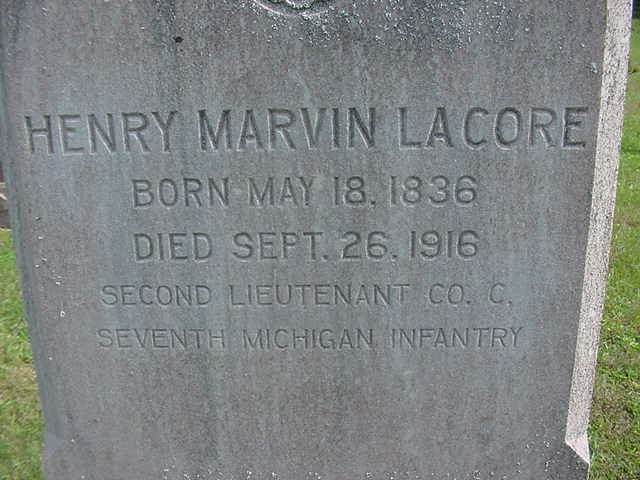 HENRY MARVIN LACORE
BORN MAY 18, 1836
DIED SEPT. 26, 1916
SECOND LIEUTENANT CO. C.
SEVENTH MICHIGAN INFANTRY